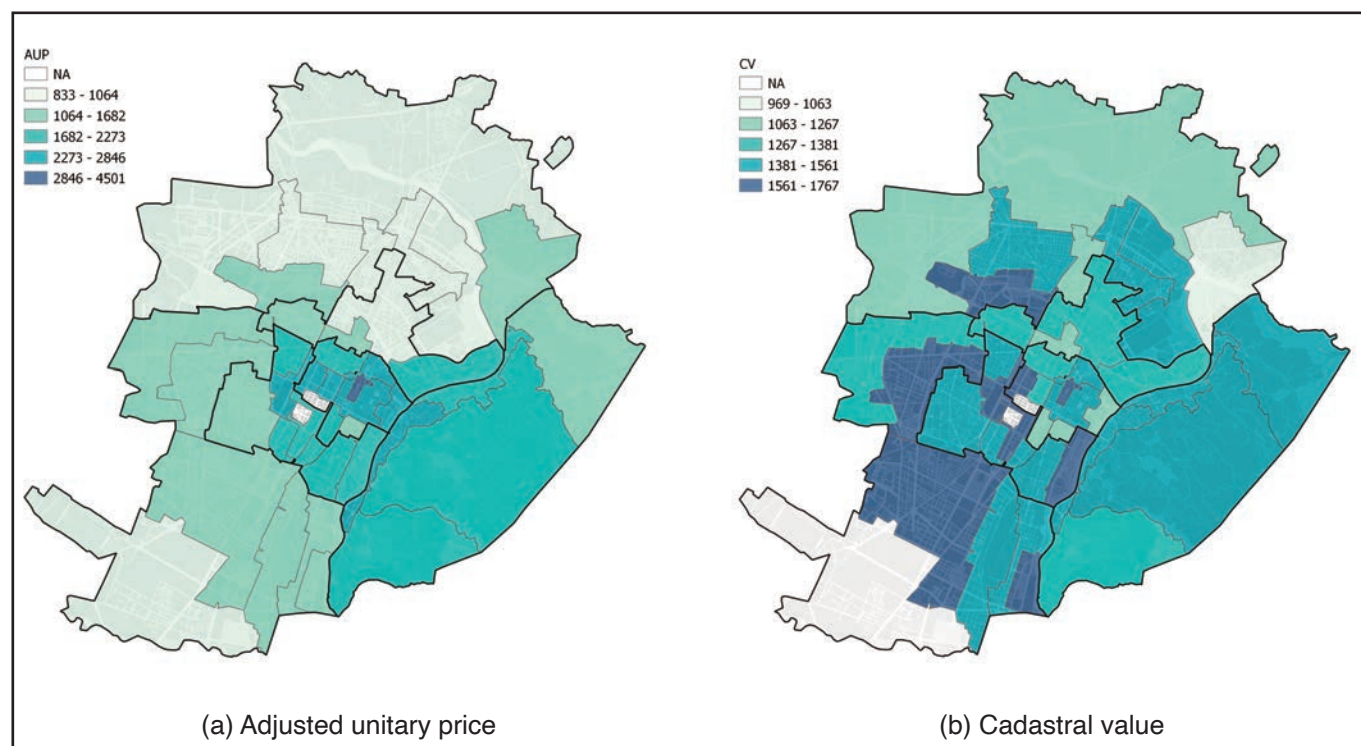 AUP
NA
833 - 1064
1064 - 1682
1682 - 2273
2273 - 2846
2846 - 4501
CV
NA
969 - 1063
1063 - 1267
1267 - 1381
1381 - 1561
1561 - 1767
(a) Adjusted unitary price
(b) Cadastral value